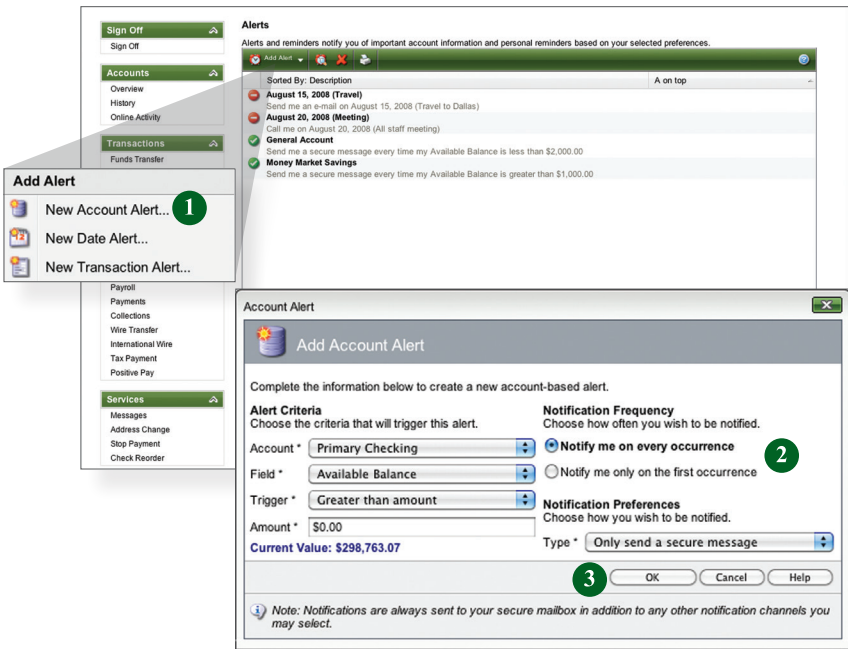 Sign Off
Sign Off
Accounts
Overview
History
Online Activity
Transactions
Funds Transfer
Payroll
Payments
Collections
Wire Transfer
International Wire
Tax Payment
Positive Pay
Services
Messages
Address Change
Stop Payment
Check Reorder
Alerts
Alerts and reminders notify you of important account information and personal reminders based on your selected preferences.
Add Alert
Sorted By: Description A on top
August 15, 2008 (Travel)
Send me an e-mail on August 15, 2008 (Travel to Dallas)
August 20, 2008 (Meeting)
Call me on August 20, 2008 (All staff meeting)
General Account
Send me a secure message every time my Available Balance is less than $2,000.00
Money Market Savings
Send me a secure message every time my Available Balance is greater than $1,000.00
Add Alert
New Account Alert... 1
12
New Date Alert...
New Transaction Alert...
Account Alert
Add Account Alert
Complete the information below to create a new account-based alert.
Alert Criteria
Choose the criteria that will trigger this alert.
Account * Primary Checking
Field * Available Balance
Trigger * Greater than amount
Amount * $0.00
Current Value: $298,763.07
Notification Frequency
Choose how often you wish to be notified.
Notify me on every occurrence
2
Notify me only on the first occurrence
Notification Preferences
Choose how you wish to be notified.
Type * Only send a secure message
3 OK Cancel Help
Note: Notifications are always sent to your secure mailbox in addition to any other notification channels you
may select.